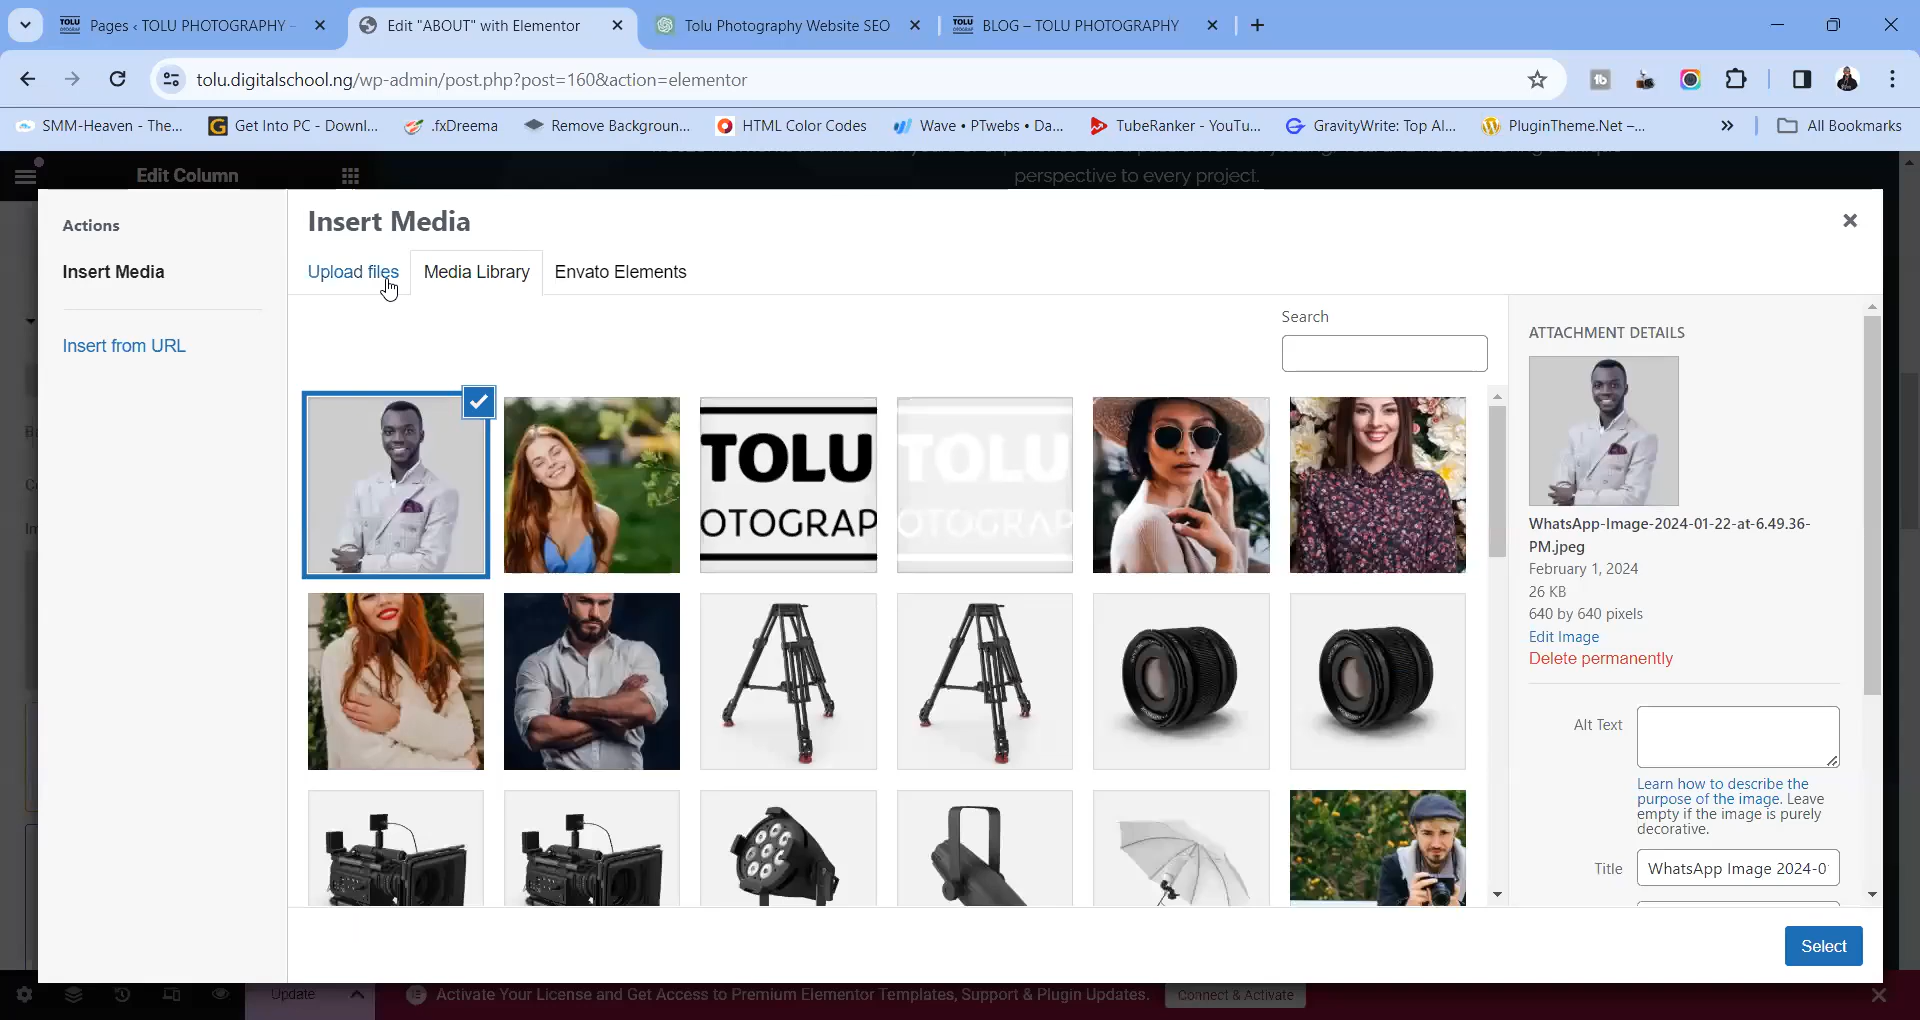 TOLU Pages ‹ TOLU PHOTOGRAPHY -
Edit "ABOUT" with Elementor
Tolu Photography Website SEO
TOLU BLOG – TOLU PHOTOGRAPHY
tolu.digitalschool.ng/wp-admin/post.php?post=160&action=elementor
tb
SMM-Heaven - The...
Get Into PC - Downl...
.fxDreema
Remove Backgroun...
HTML Color Codes
Wave • PTwebs • Da...
TubeRanker - YouTu...
GravityWrite: Top AI...
PluginTheme.Net –...
»
All Bookmarks
Edit Column
perspective to every project.
Actions
Insert Media
Insert from URL
Insert Media
Upload files
Media Library
Envato Elements
Search
TOLU
OTOGRAP
TOLU
OTOGRAP
ATTACHMENT DETAILS
WhatsApp-Image-2024-01-22-at-6.49.36-
PM.jpeg
February 1, 2024
26 KB
640 by 640 pixels
Edit Image
Delete permanently
Alt Text
Learn how to describe the
purpose of the image. Leave
empty if the image is purely
decorative.
Title WhatsApp Image 2024-0
Select
Update
Activate Your License and Get Access to Premium Elementor Templates, Support & Plugin Updates.
Connect & Activate